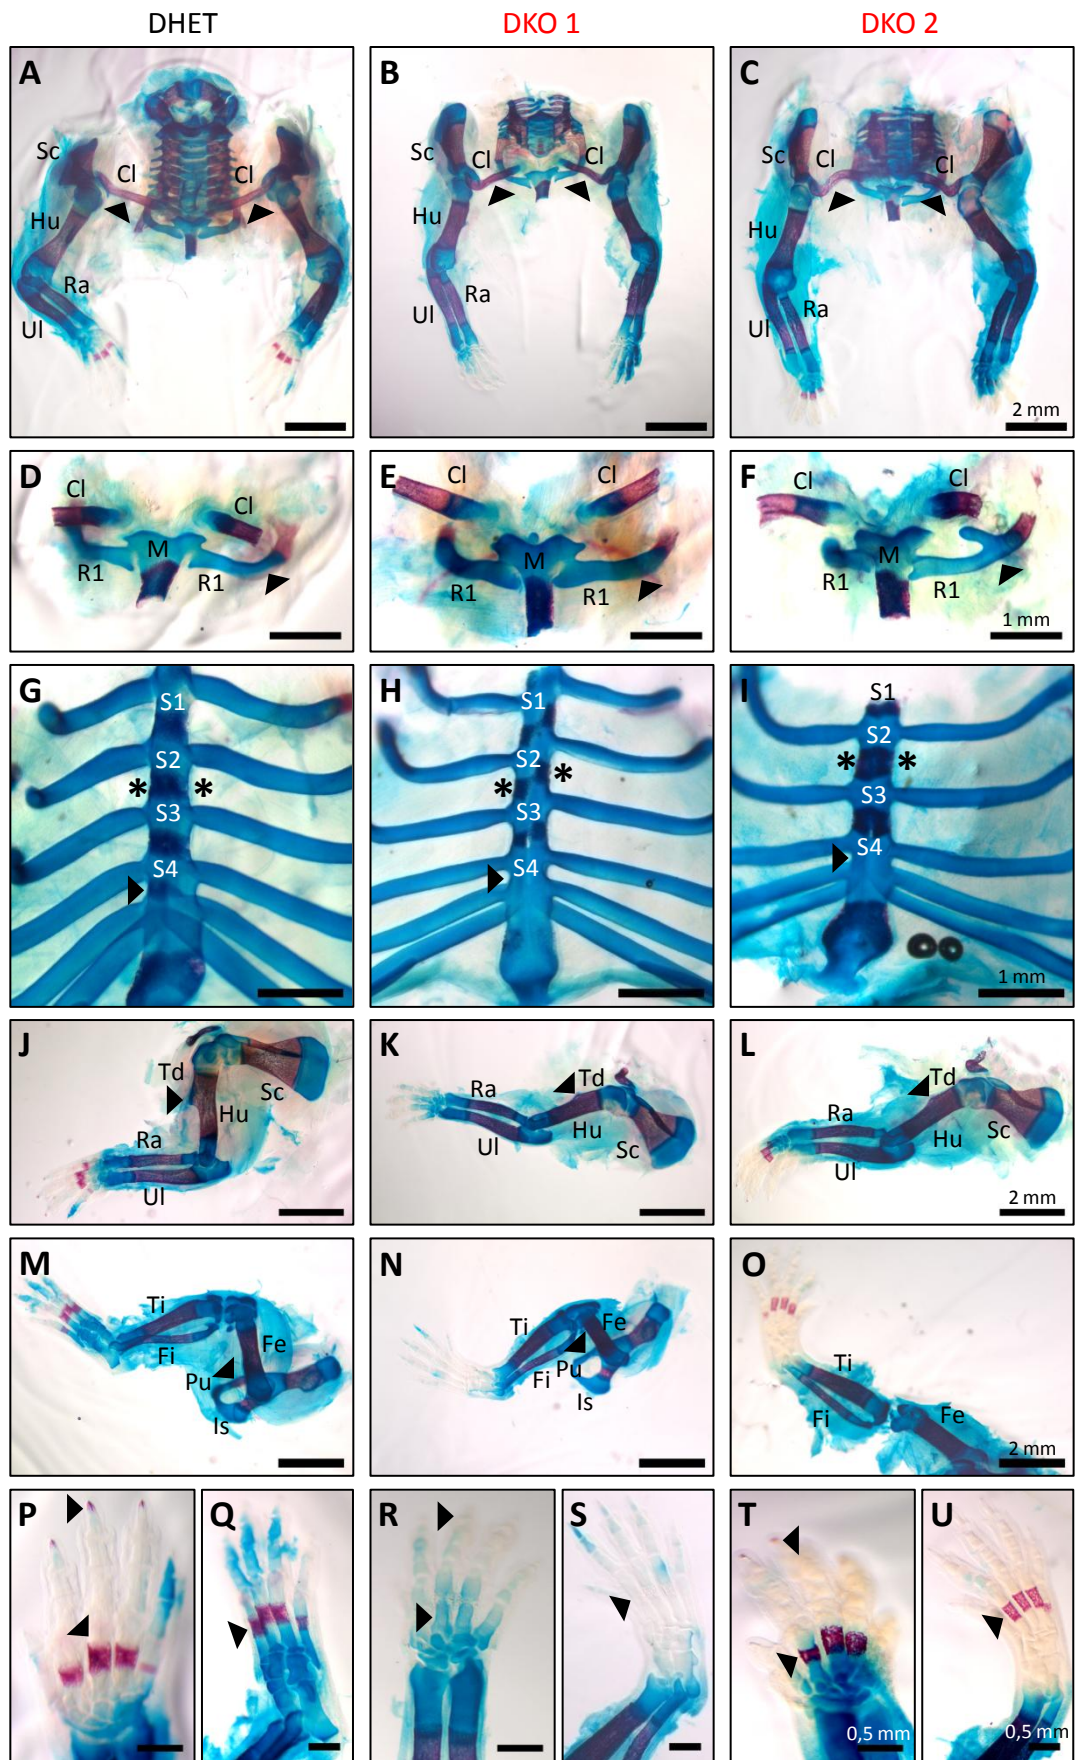 DHET DKO 1 DKO 2
A B C
Sc Cl Cl Sc Cl Cl Sc Cl Cl
Hu Hu Hu
Ra Ra Ra
Ul Ul
2 mm
D E F
Cl Cl Cl Cl Cl
M M M
R1 R1 R1 R1 R1 R1
1 mm
G H I
S1 S1 S1
S2 S2 S2
* * * * * *
S3 S3 S3
S4 S4 S4
1 mm
J K L
Td Sc Ra Td Td
Hu Hu Hu
Ra Ul Sc Ra Sc
Ul Ul
2 mm
M N O
Ti Ti Fe Ti
Fi Fe Fi Pu Fi Fe
Pu Is
Is
2 mm
P Q R S T U
0,5 mm 0,5 mm